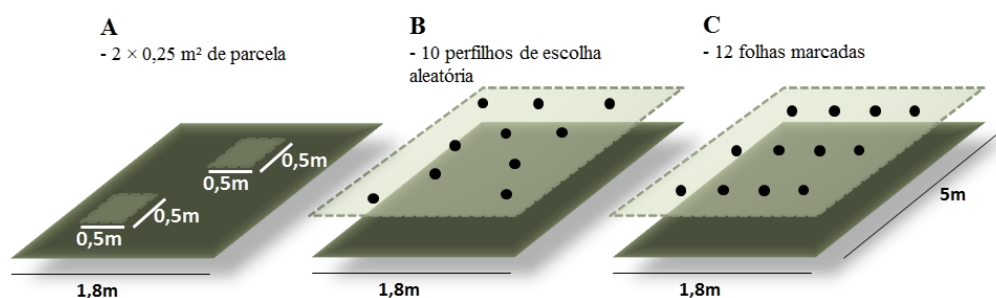 A
- 2 × 0,25 m² de parcela
0,5m
0,5m
0,5m
0,5m
1,8m
B
- 10 perfilhos de escolha
aleatória
1,8m
C
- 12 folhas marcadas
5m
1,8m